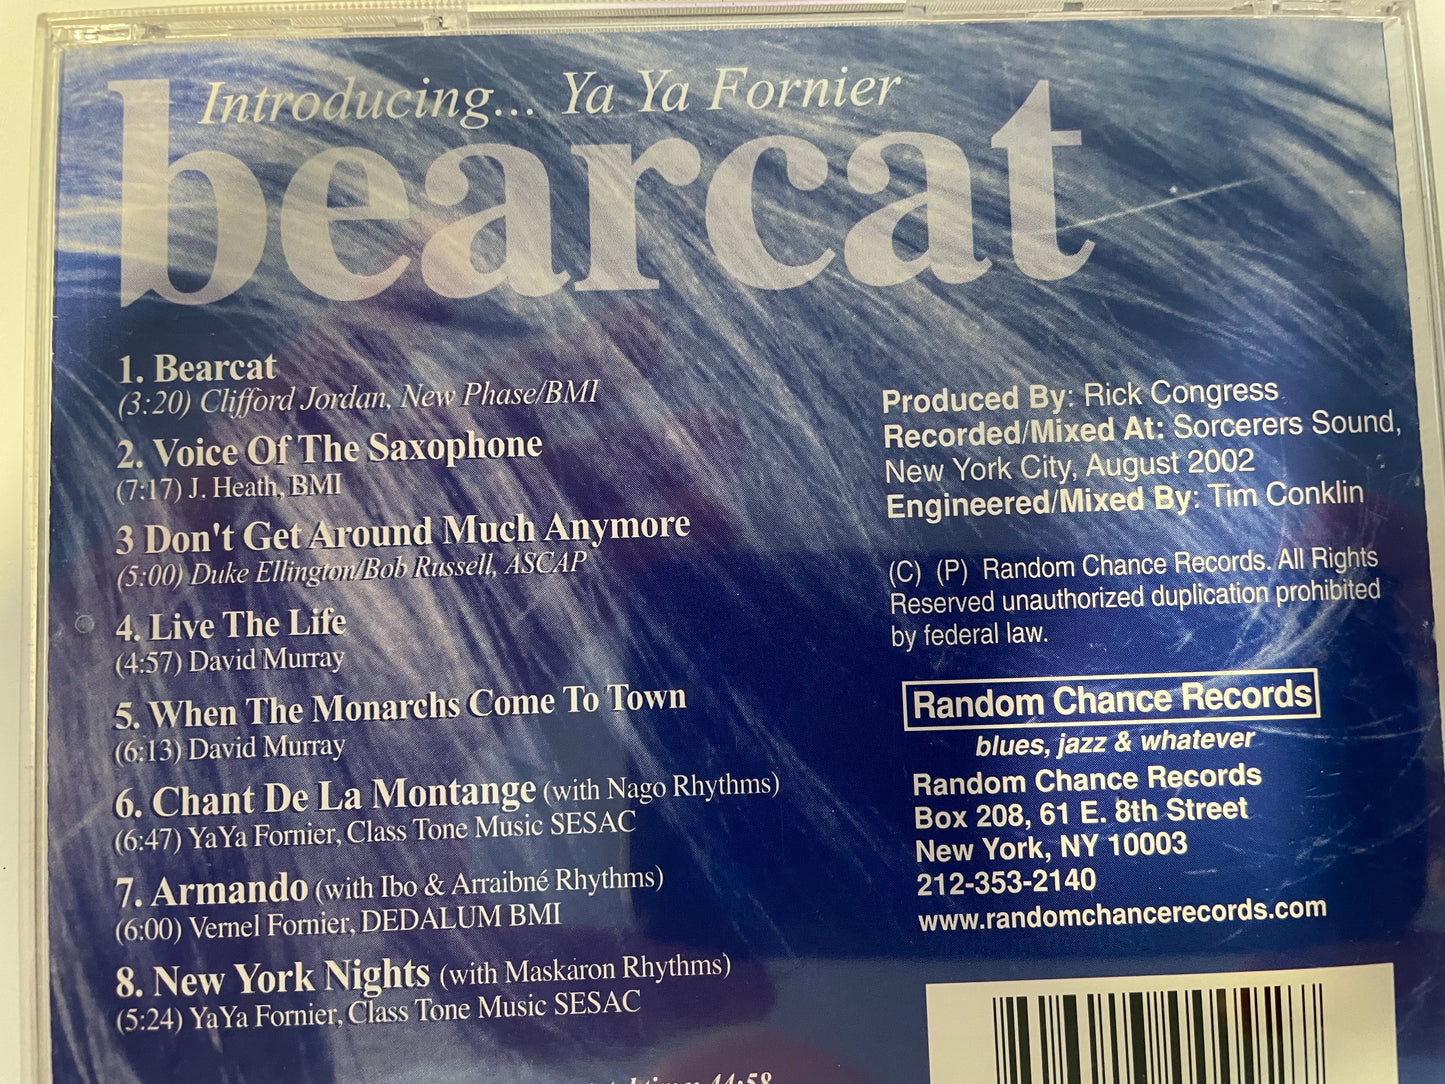 Introducing... Ya Ya Fornier
bearcat
1. Bearcat
(3:20) Clifford Jordan, New Phase/BMI
2. Voice Of The Saxophone
(7:17) J. Heath, BMI
3 Don't Get Around Much Anymore
(5:00) Duke Ellington/Bob Russell, ASCAP
4. Live The Life
(4:57) David Murray
5. When The Monarchs Come To Town
(6:13) David Murray
6. Chant De La Montange (with Nago Rhythms)
(6:47) YaYa Fornier, Class Tone Music SESAC
7. Armando (with Ibo & Arraibné Rhythms)
(6:00) Vernel Fornier, DEDALUM BMI
8. New York Nights (with Maskaron Rhythms)
(5:24) YaYa Fornier, Class Tone Music SESAC
time: 44:58
Produced By: Rick Congress
Recorded/Mixed At: Sorcerers Sound,
New York City, August 2002
Engineered/Mixed By: Tim Conklin
(C) (P) Random Chance Records. All Rights
Reserved unauthorized duplication prohibited
by federal law.
Random Chance Records
blues, jazz & whatever
Random Chance Records
Box 208, 61 E. 8th Street
New York, NY 10003
212-353-2140
www.randomchancerecords.com